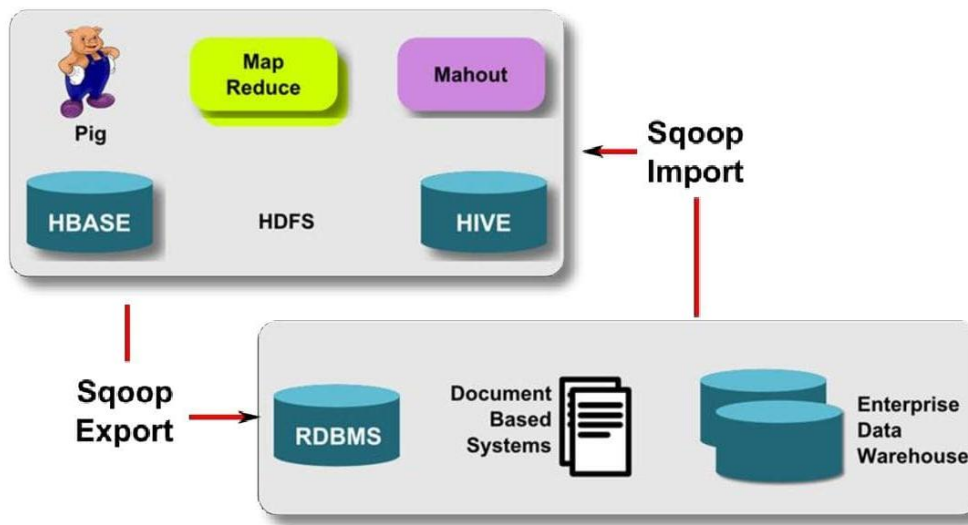 Map
Reduce
Mahout
Pig
Sqoop
Import
HBASE
HDFS
HIVE
Sqoop
Export
RDBMS
Document
Based
Systems
Enterprise
Data
Warehouse